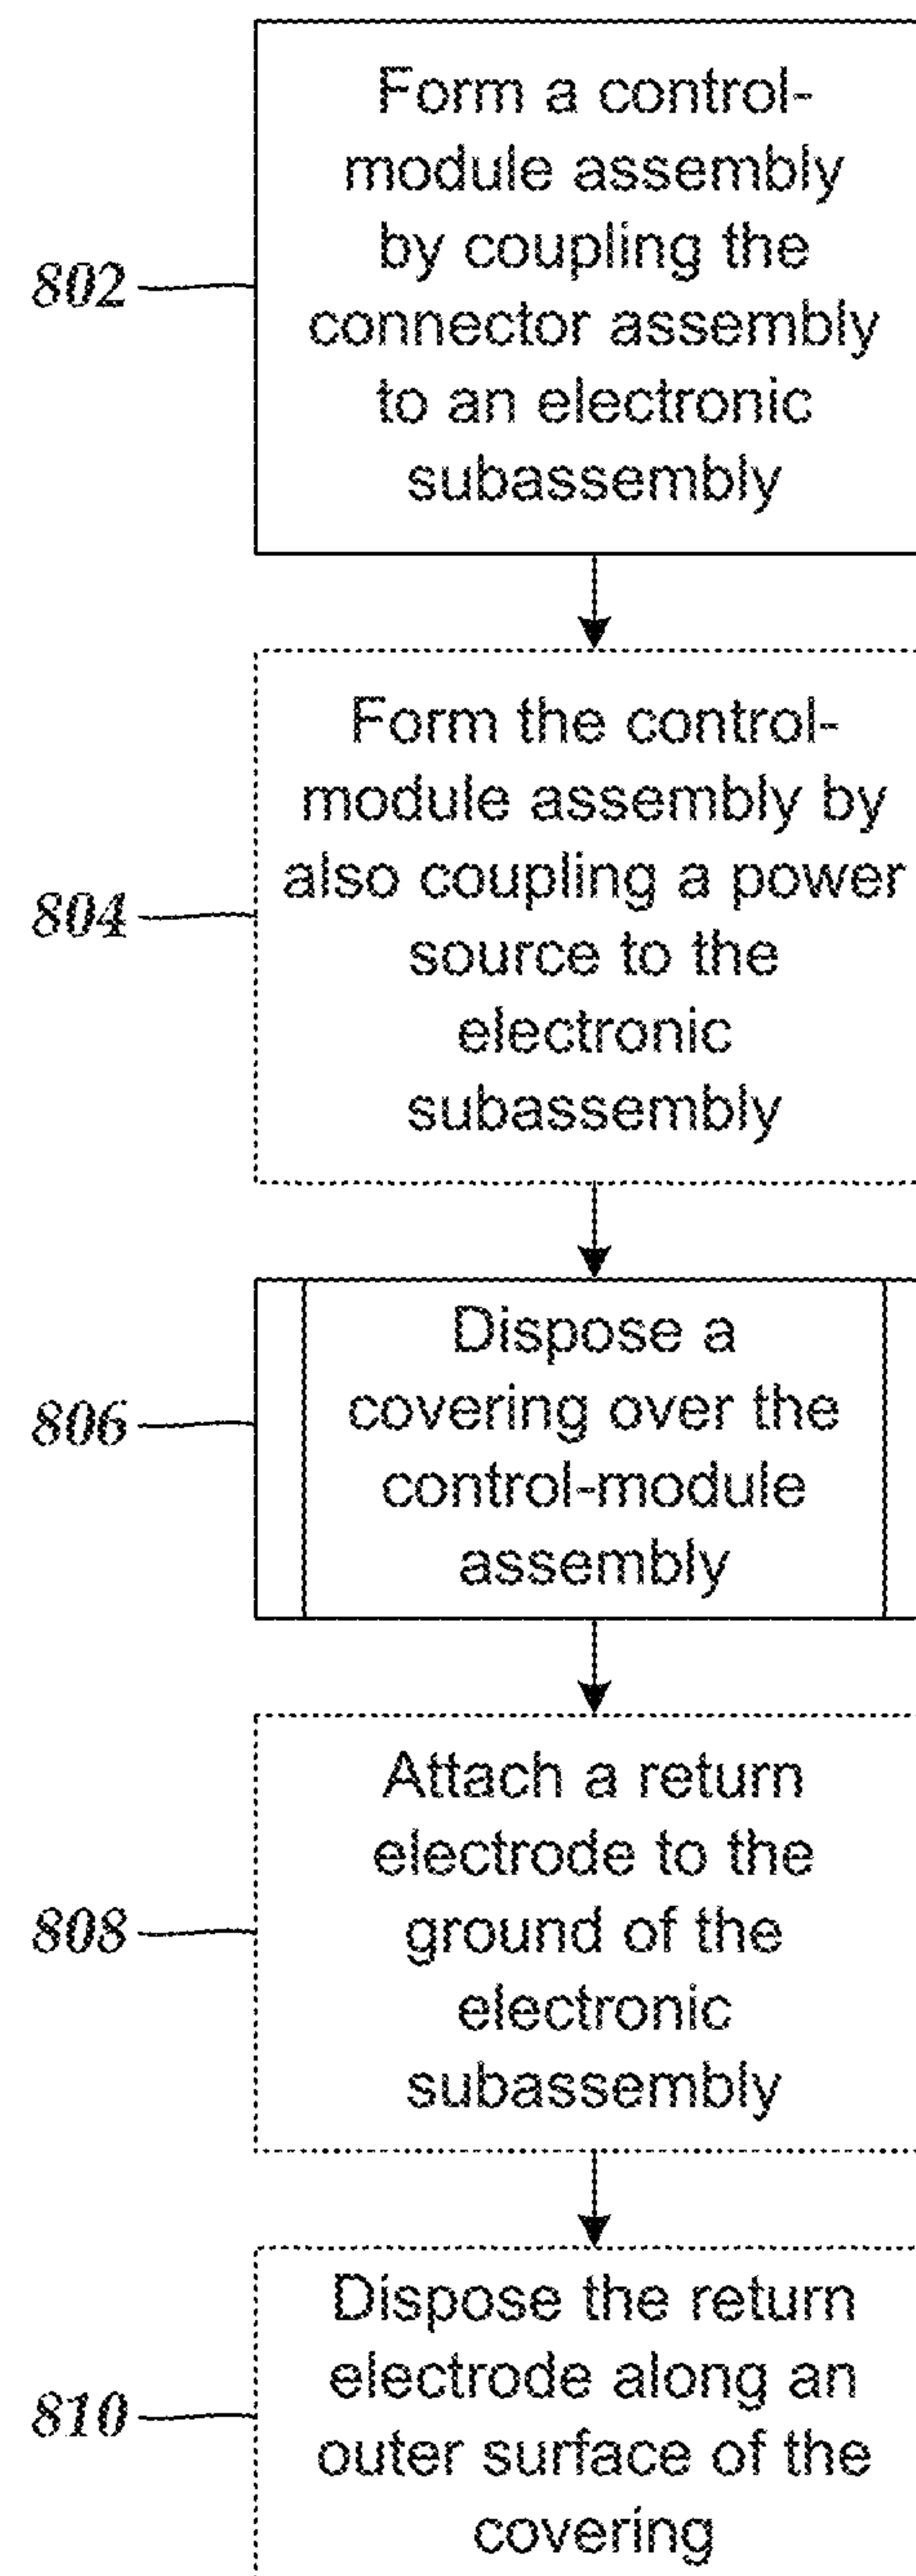 Form a control-
module assembly
by coupling the
802
connector assembly
to an electronic
subassembly
Form the control-
module assembly by
also coupling a power
804
source to the
electronic
subassembly
Dispose a
covering over the
806
control-module
assembly
Attach a return
electrode to the
808
ground of the
electronic
subassembly
Dispose the return
electrode along an
810
outer surface of the
covering